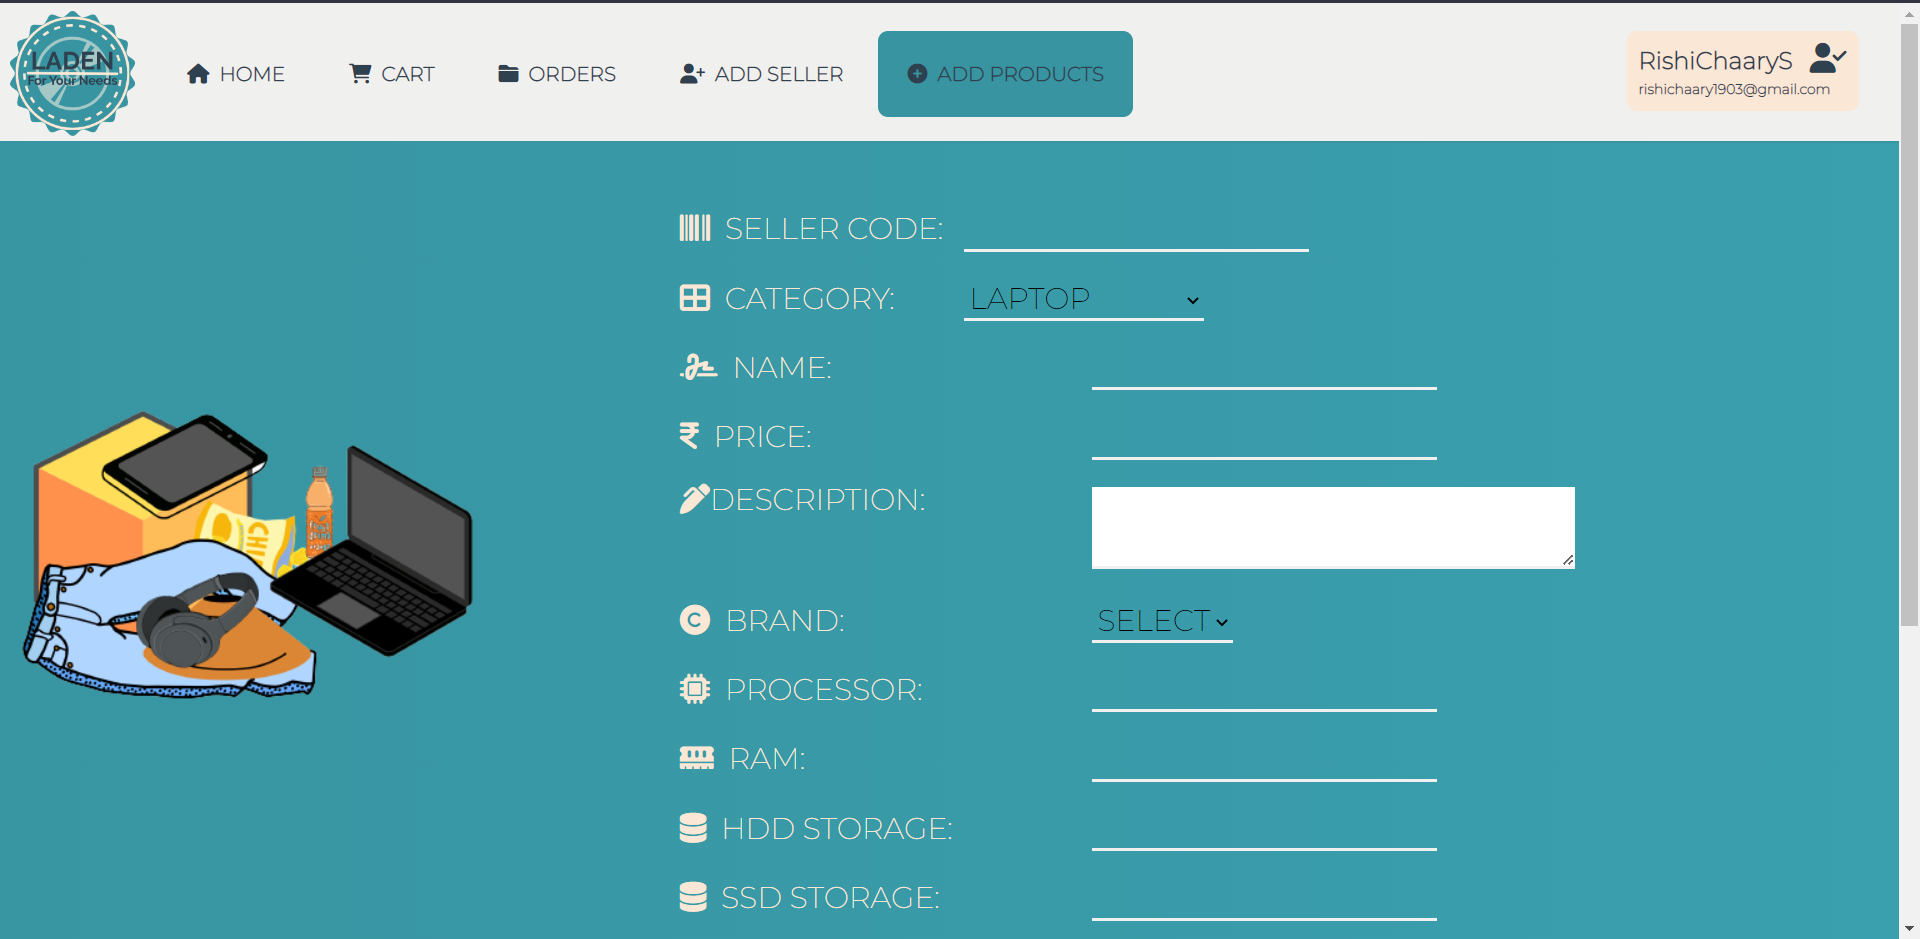 LADEN
For Your Needs
HOME
CART
ORDERS
ADD SELLER
ADD PRODUCTS
RishiChaaryS
rishichaary1903@gmail.com
SELLER CODE:
CATEGORY: LAPTOP
NAME:
PRICE:
DESCRIPTION:
BRAND: SELECT
PROCESSOR:
RAM:
HDD STORAGE:
SSD STORAGE: